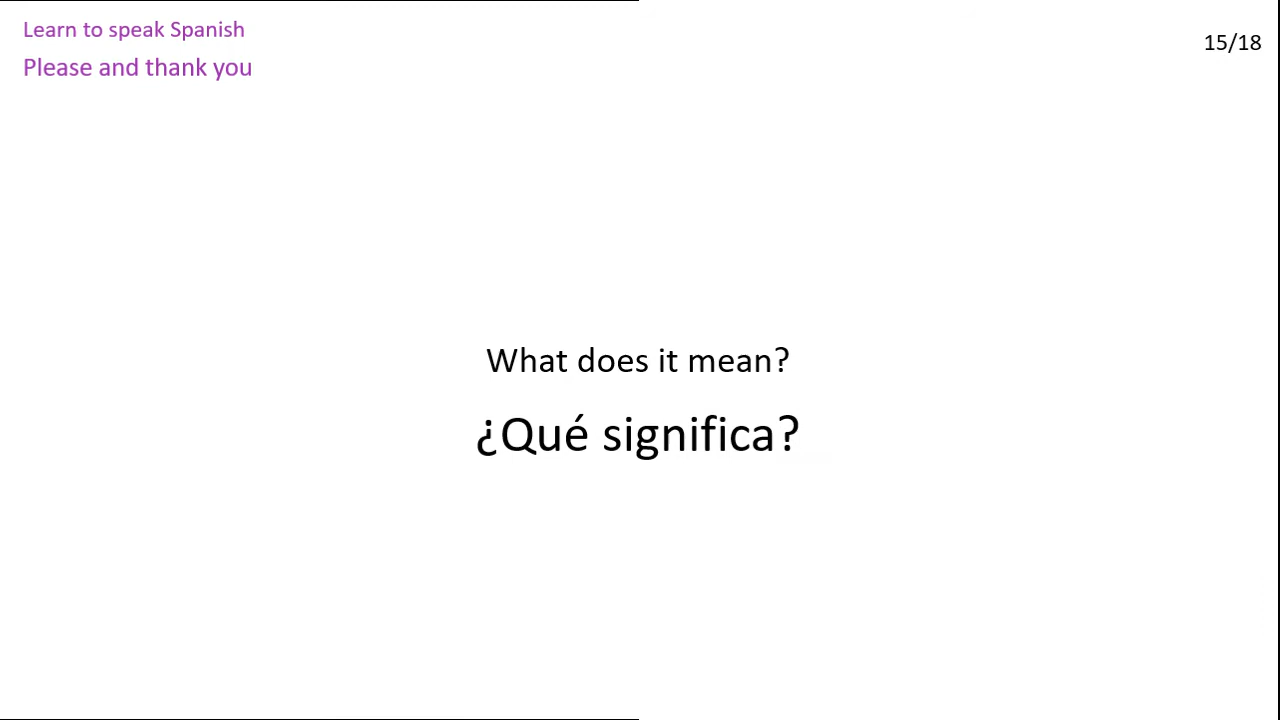 Learn to speak Spanish
Please and thank you
15/18
What does it mean?
¿Qué significa?